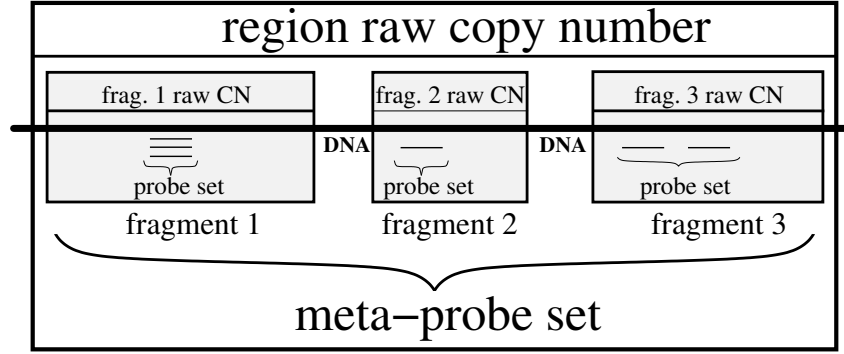 region raw copy number
frag. 1 raw CN
frag. 2 raw CN
frag. 3 raw CN
DNA
DNA
probe set
probe set
probe set
fragment 1
fragment 2
fragment 3
meta−probe set